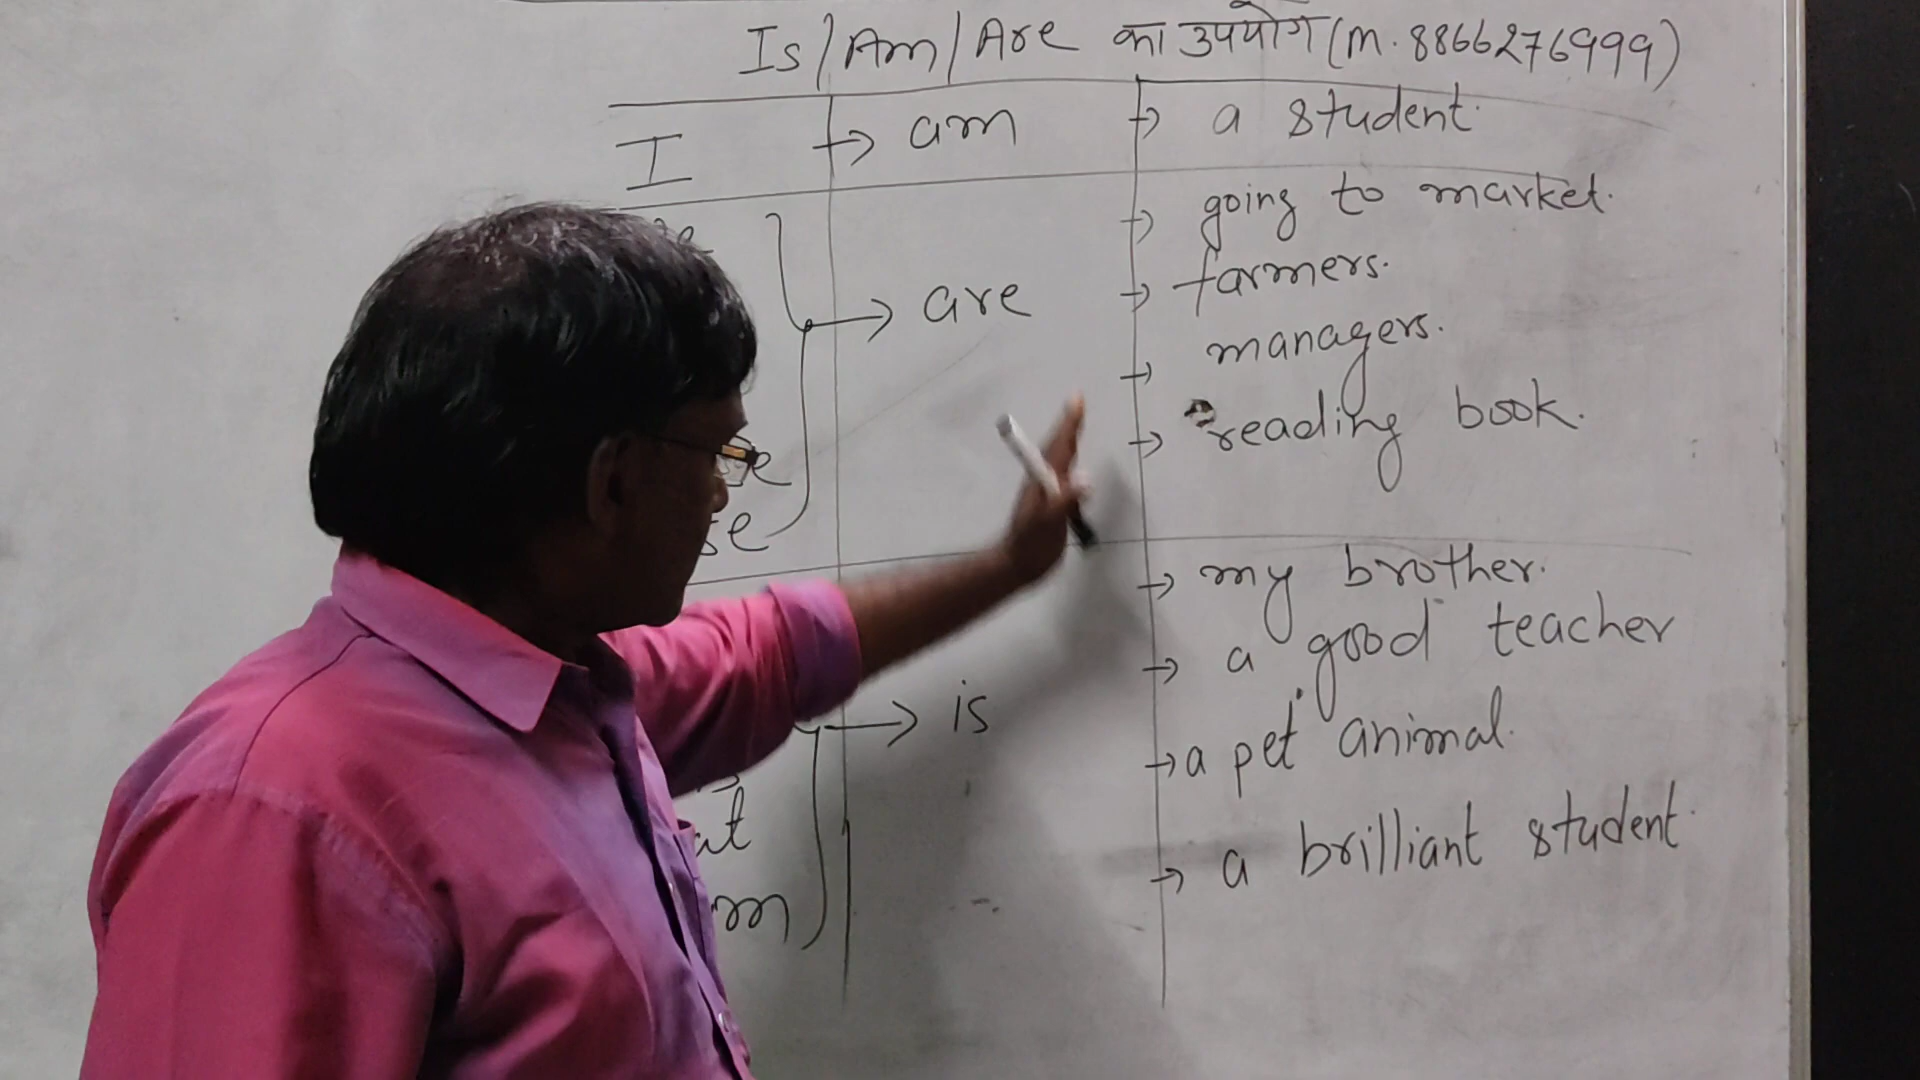 Is/Am/Are का उपयोग (M. 8866276999)
I → am → a student.
→ going to market.
→ are → farmers.
→ managers.
→ reading book.
→ my brother.
→ a good teacher
→ is → a pet animal.
→ a brilliant student.